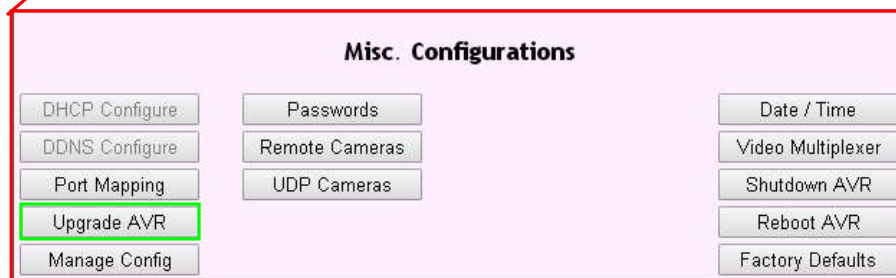 Misc. Configurations
DHCP Configure Passwords Date / Time
DDNS Configure Remote Cameras Video Multiplexer
Port Mapping UDP Cameras Shutdown AVR
Upgrade AVR Reboot AVR
Manage Config Factory Defaults